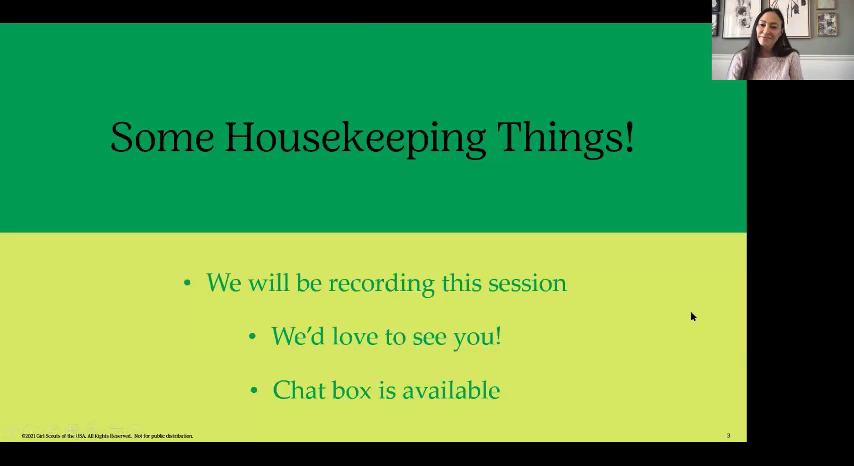 Some Housekeeping Things!
• We will be recording this session
• We’d love to see you!
• Chat box is available
©2021 Girl Scouts of the USA. All Rights Reserved. Not for public distribution.
3